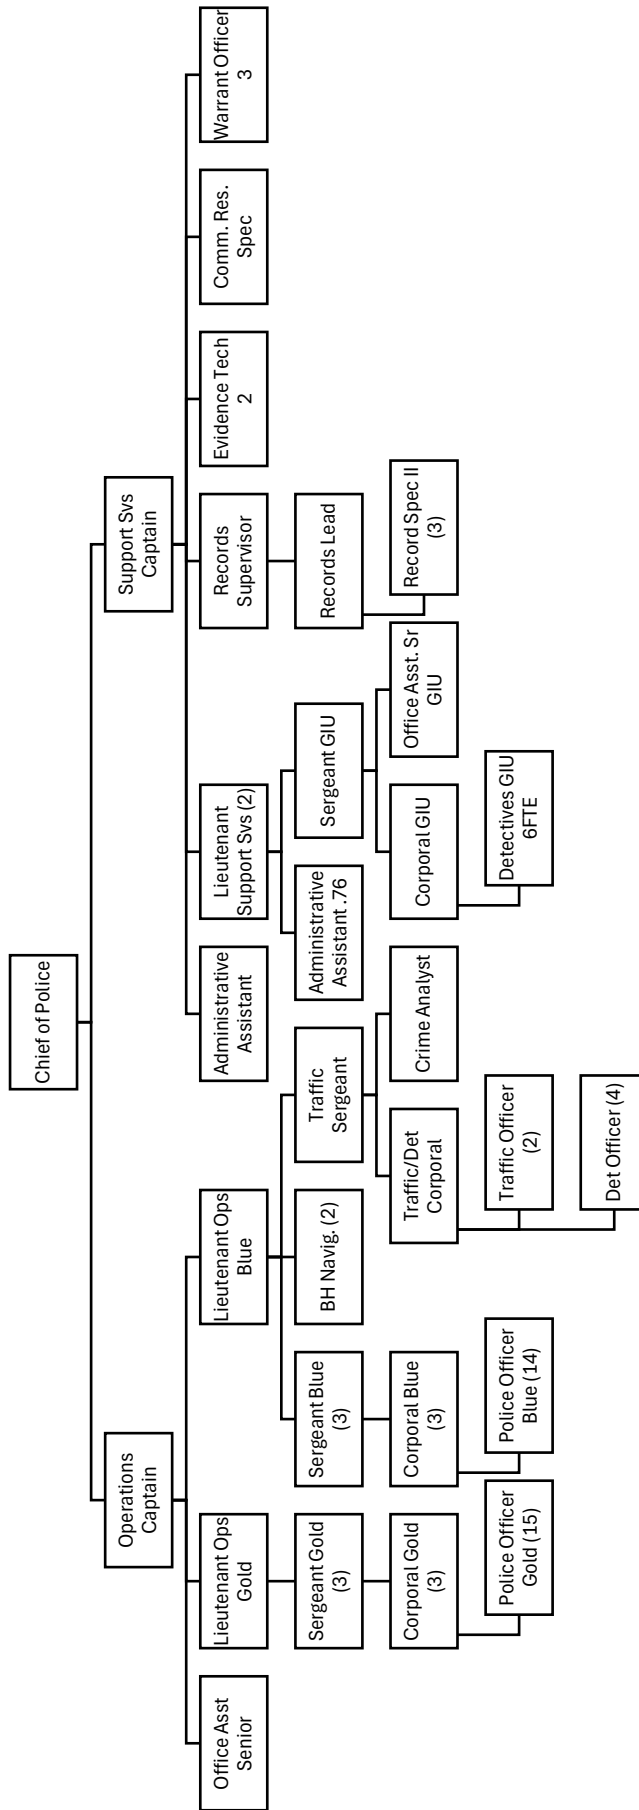 Chief of Police
Operations
Captain
Support Svs
Captain
Office Asst
Senior
Lieutenant Ops
Gold
Lieutenant Ops
Blue
Administrative
Assistant
Lieutenant
Support Svs (2)
Records
Supervisor
Evidence Tech
2
Comm. Res.
Spec
Warrant Officer
3
Sergeant Gold
(3)
Sergeant Blue
(3)
BH Navig. (2)
Traffic
Sergeant
Administrative
Assistant .76
Sergeant GIU
Records Lead
Corporal Gold
(3)
Corporal Blue
(3)
Traffic/Det
Corporal
Crime Analyst
Corporal GIU
Office Asst. Sr
GIU
Record Spec II
(3)
Police Officer
Gold (15)
Police Officer
Blue (14)
Traffic Officer
(2)
Detectives GIU
6FTE
Det Officer (4)